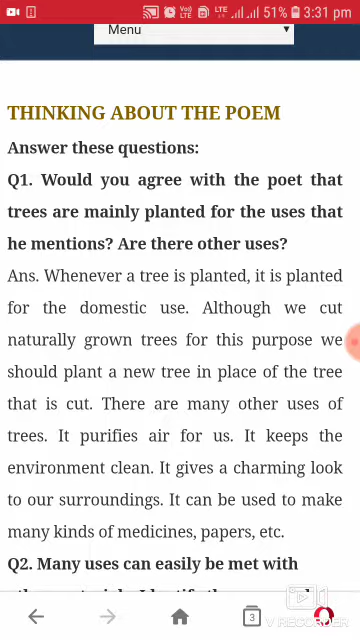 Vo) LTE LTE 51% 3:31 pm
Menu
THINKING ABOUT THE POEM
Answer these questions:
Q1. Would you agree with the poet that
trees are mainly planted for the uses that
he mentions? Are there other uses?
Ans. Whenever a tree is planted, it is planted
for the domestic use. Although we cut
naturally grown trees for this purpose we
should plant a new tree in place of the tree
that is cut. There are many other uses of
trees. It purifies air for us. It keeps the
environment clean. It gives a charming look
to our surroundings. It can be used to make
many kinds of medicines, papers, etc.
Q2. Many uses can easily be met with
3
V RECORDER